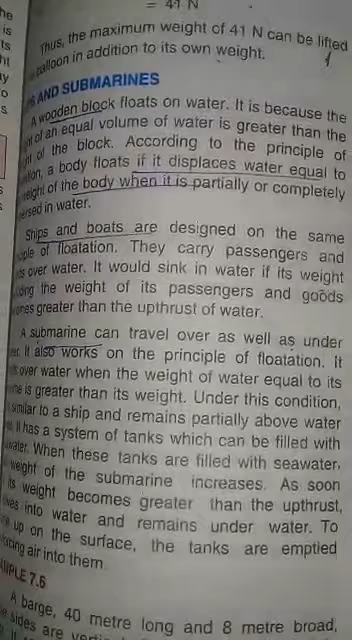 = 41 N
Thus, the maximum weight of 41 N can be lifted
balloon in addition to its own weight.
AND SUBMARINES
A wooden block floats on water. It is because the
of an equal volume of water is greater than the
of the block. According to the principle of
a body floats if it displaces water equal to
weight of the body when it is partially or completely
in water.
Ships and boats are designed on the same
of floatation. They carry passengers and
over water. It would sink in water if its weight
the weight of its passengers and goods
greater than the upthrust of water.
A submarine can travel over as well as under
It also works on the principle of floatation. It
over water when the weight of water equal to its
is greater than its weight. Under this condition,
similar to a ship and remains partially above water
It has a system of tanks which can be filled with
When these tanks are filled with seawater,
weight of the submarine increases. As soon
its weight becomes greater than the upthrust,
into water and remains under water. To
up on the surface, the tanks are emptied
air into them.
7.6
A barge, 40 metre long and 8 metre broad,
sides are